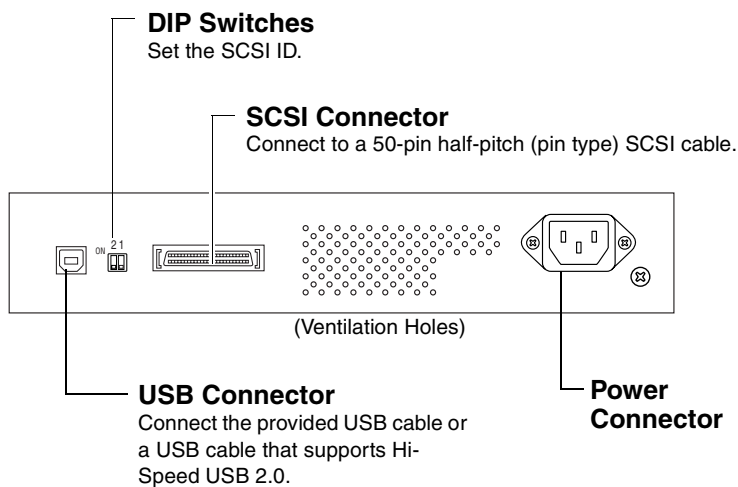 DIP Switches
Set the SCSI ID.
SCSI Connector
Connect to a 50-pin half-pitch (pin type) SCSI cable.
ON 2 1
(Ventilation Holes)
USB Connector
Connect the provided USB cable or
a USB cable that supports Hi-
Speed USB 2.0.
Power
Connector